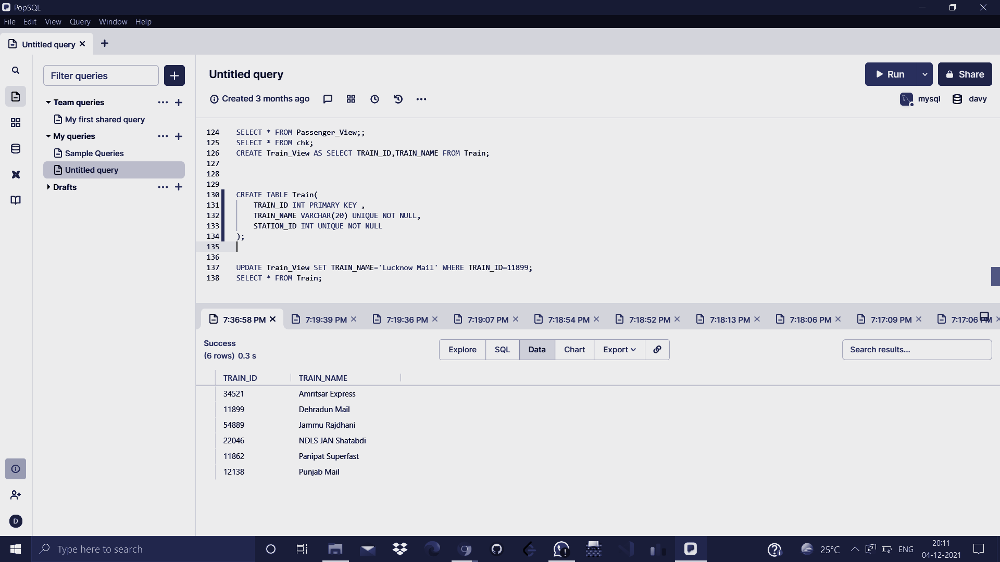 PopSQL
File Edit View Query Window Help
Untitled query
Filter queries
Team queries
My first shared query
My queries
Sample Queries
Untitled query
Drafts
D
Untitled query
Run
Share
Created 3 months ago
mysql davy
124 SELECT * FROM Passenger_View;;
125 SELECT * FROM chk;
126 CREATE Train_View AS SELECT TRAIN_ID,TRAIN_NAME FROM Train;
127
128
129
130 CREATE TABLE Train(
131 TRAIN_ID INT PRIMARY KEY ,
132 TRAIN_NAME VARCHAR(20) UNIQUE NOT NULL,
133 STATION_ID INT UNIQUE NOT NULL
134 );
135
136
137 UPDATE Train_View SET TRAIN_NAME='Lucknow Mail' WHERE TRAIN_ID=11899;
138 SELECT * FROM Train;
7:36:58 PM 7:19:39 PM 7:19:36 PM 7:19:07 PM 7:18:54 PM 7:18:52 PM 7:18:13 PM 7:18:06 PM 7:17:09 PM 7:17:06 PM
Success
(6 rows) 0.3 s
Explore SQL Data Chart Export
Search results...
TRAIN_ID TRAIN_NAME
34521 Amritsar Express
11899 Dehradun Mail
54889 Jammu Rajdhani
22046 NDLS JAN Shatabdi
11862 Panipat Superfast
12138 Punjab Mail
Type here to search
25°C
ENG
20:11
04-12-2021